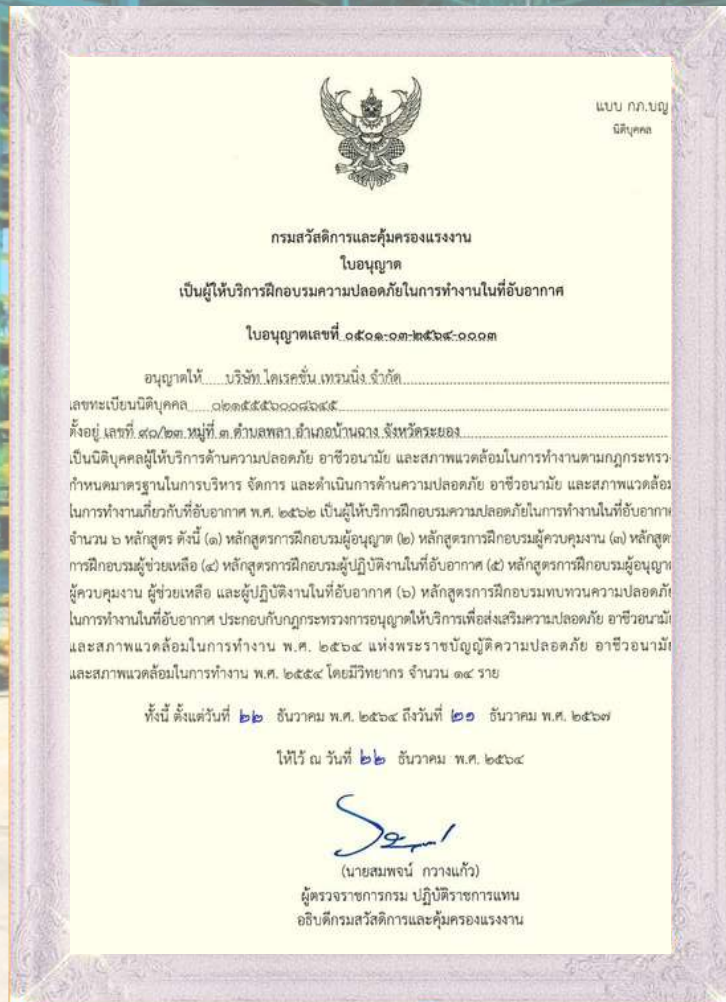 แบบ กภ.บญ
นิติบุคคล
กรมสวัสดิการและคุ้มครองแรงงาน
ใบอนุญาต
เป็นผู้ให้บริการฝึกอบรมความปลอดภัยในการทำงานในที่อับอากาศ
ใบอนุญาตเลขที่ ๐๕๐๑-๐๓-๒๕๖๔-๐๐๐๓
อนุญาตให้ บริษัท ไดเรคชั่น เทรนนิ่ง จำกัด
เลขทะเบียนนิติบุคคล ๐๒๑๕๕๕๖๐๐๘๖๔๕
ตั้งอยู่ เลขที่ ๙๐/๒๓ หมู่ที่ ๓ ตำบลพลา อำเภอบ้านฉาง จังหวัดระยอง
เป็นนิติบุคคลผู้ให้บริการด้านความปลอดภัย อาชีวอนามัย และสภาพแวดล้อมในการทำงานตามกฎกระทรวง
กำหนดมาตรฐานในการบริหาร จัดการ และดำเนินการด้านความปลอดภัย อาชีวอนามัย และสภาพแวดล้อม
ในการทำงานเกี่ยวกับที่อับอากาศ พ.ศ. ๒๕๖๒ เป็นผู้ให้บริการฝึกอบรมความปลอดภัยในการทำงานในที่อับอากาศ
จำนวน ๖ หลักสูตร ดังนี้ (๑) หลักสูตรการฝึกอบรมผู้อนุญาต (๒) หลักสูตรการฝึกอบรมผู้ควบคุมงาน (๓) หลักสูตร
การฝึกอบรมผู้ช่วยเหลือ (๔) หลักสูตรการฝึกอบรมผู้ปฏิบัติงานในที่อับอากาศ (๕) หลักสูตรการฝึกอบรมผู้อนุญาต
ผู้ควบคุมงาน ผู้ช่วยเหลือ และผู้ปฏิบัติงานในที่อับอากาศ (๖) หลักสูตรการฝึกอบรมทบทวนความปลอดภัย
ในการทำงานในที่อับอากาศ ประกอบกับกฎกระทรวงการอนุญาตให้บริการเพื่อส่งเสริมความปลอดภัย อาชีวอนามัย
และสภาพแวดล้อมในการทำงาน พ.ศ. ๒๕๖๔ แห่งพระราชบัญญัติความปลอดภัย อาชีวอนามัย
และสภาพแวดล้อมในการทำงาน พ.ศ. ๒๕๕๔ โดยมีวิทยากร จำนวน ๑๔ ราย
ทั้งนี้ ตั้งแต่วันที่ ๒๒ ธันวาคม พ.ศ. ๒๕๖๔ ถึงวันที่ ๒๑ ธันวาคม พ.ศ. ๒๕๖๗
ให้ไว้ ณ วันที่ ๒๒ ธันวาคม พ.ศ. ๒๕๖๔
(นายสมพจน์ กวางแก้ว)
ผู้ตรวจราชการกรม ปฏิบัติราชการแทน
อธิบดีกรมสวัสดิการและคุ้มครองแรงงาน